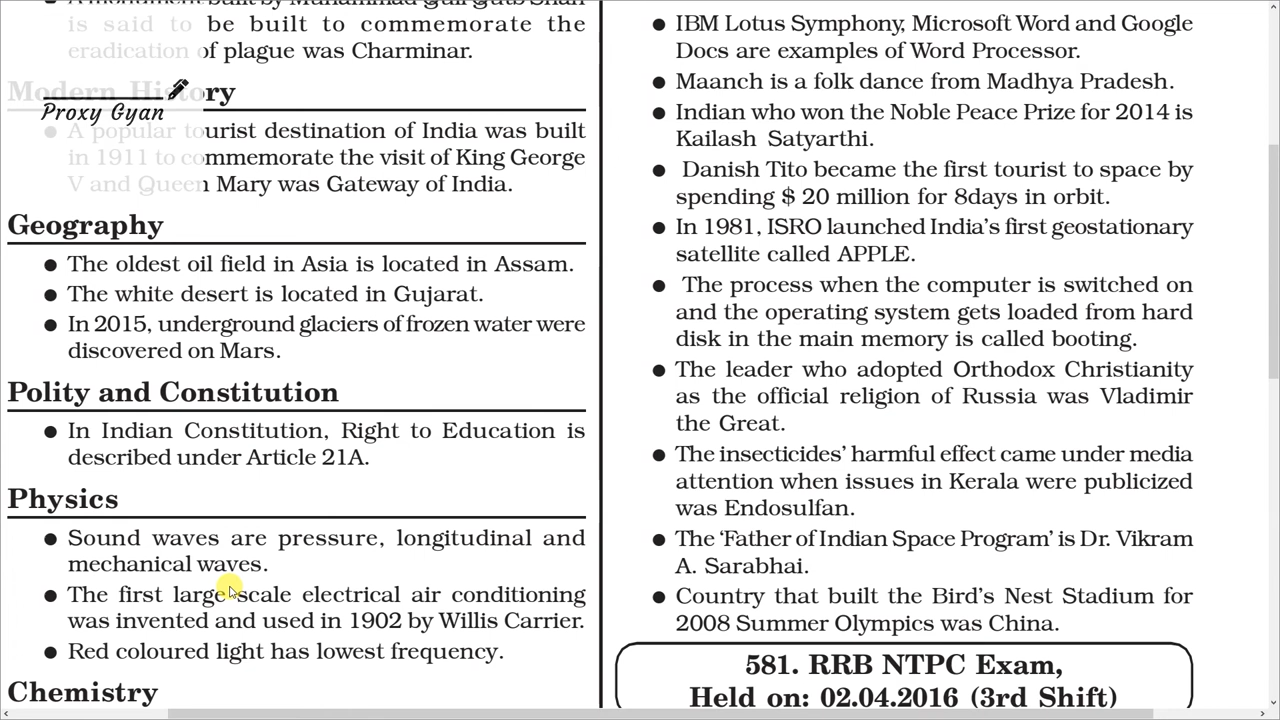 A monument built by Muhammad Quli Qutb Shah
is said to be built to commemorate the
eradication of plague was Charminar.
Modern History
Proxy Gyan
● A popular tourist destination of India was built
in 1911 to commemorate the visit of King George
V and Queen Mary was Gateway of India.
Geography
● The oldest oil field in Asia is located in Assam.
● The white desert is located in Gujarat.
● In 2015, underground glaciers of frozen water were
discovered on Mars.
Polity and Constitution
● In Indian Constitution, Right to Education is
described under Article 21A.
Physics
● Sound waves are pressure, longitudinal and
mechanical waves.
● The first large scale electrical air conditioning
was invented and used in 1902 by Willis Carrier.
● Red coloured light has lowest frequency.
Chemistry
● IBM Lotus Symphony, Microsoft Word and Google
Docs are examples of Word Processor.
● Maanch is a folk dance from Madhya Pradesh.
● Indian who won the Noble Peace Prize for 2014 is
Kailash Satyarthi.
● Danish Tito became the first tourist to space by
spending $ 20 million for 8days in orbit.
● In 1981, ISRO launched India's first geostationary
satellite called APPLE.
● The process when the computer is switched on
and the operating system gets loaded from hard
disk in the main memory is called booting.
● The leader who adopted Orthodox Christianity
as the official religion of Russia was Vladimir
the Great.
● The insecticides' harmful effect came under media
attention when issues in Kerala were publicized
was Endosulfan.
● The 'Father of Indian Space Program' is Dr. Vikram
A. Sarabhai.
● Country that built the Bird's Nest Stadium for
2008 Summer Olympics was China.
581. RRB NTPC Exam,
Held on: 02.04.2016 (3rd Shift)